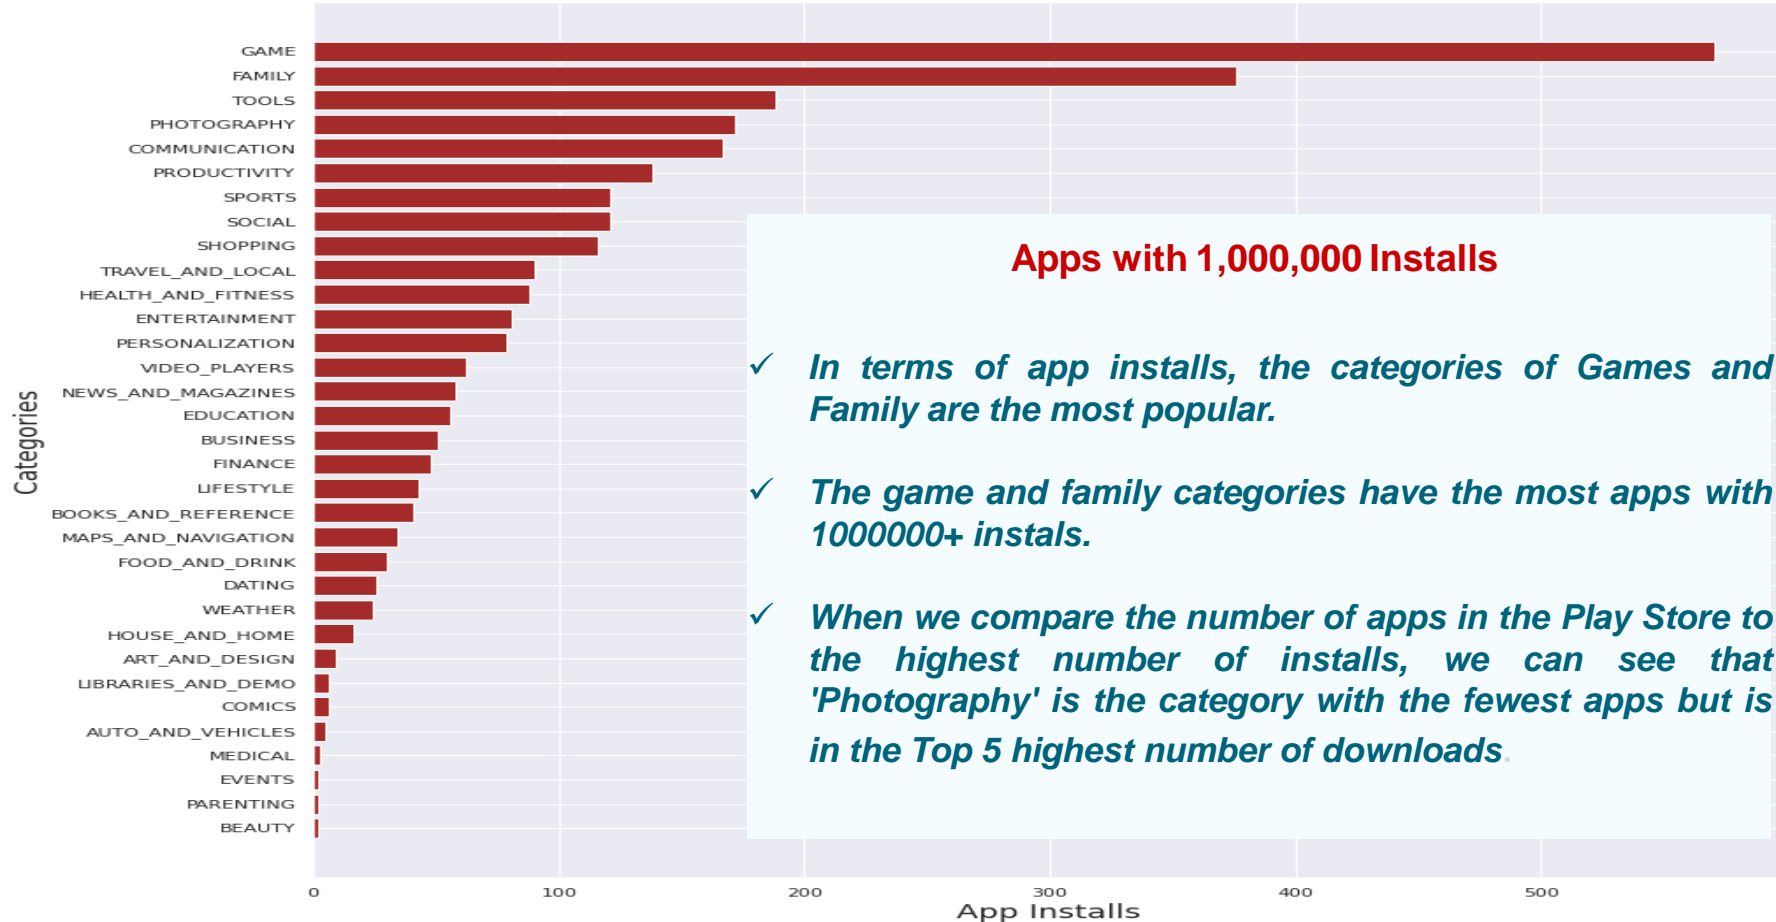 GAME
FAMILY
TOOLS
PHOTOGRAPHY
COMMUNICATION
PRODUCTIVITY
SPORTS
SOCIAL
SHOPPING
TRAVEL_AND_LOCAL
HEALTH_AND_FITNESS
ENTERTAINMENT
PERSONALIZATION
VIDEO_PLAYERS
NEWS_AND_MAGAZINES
EDUCATION
BUSINESS
FINANCE
LIFESTYLE
BOOKS_AND_REFERENCE
MAPS_AND_NAVIGATION
FOOD_AND_DRINK
DATING
WEATHER
HOUSE_AND_HOME
ART_AND_DESIGN
LIBRARIES_AND_DEMO
COMICS
AUTO_AND_VEHICLES
MEDICAL
EVENTS
PARENTING
BEAUTY
Categories
0 100 200 300 400 500
App Installs
Apps with 1,000,000 Installs
✓ In terms of app installs, the categories of Games and
Family are the most popular.
✓ The game and family categories have the most apps with
1000000+ instals.
✓ When we compare the number of apps in the Play Store to
the highest number of installs, we can see that
'Photography' is the category with the fewest apps but is
in the Top 5 highest number of downloads.